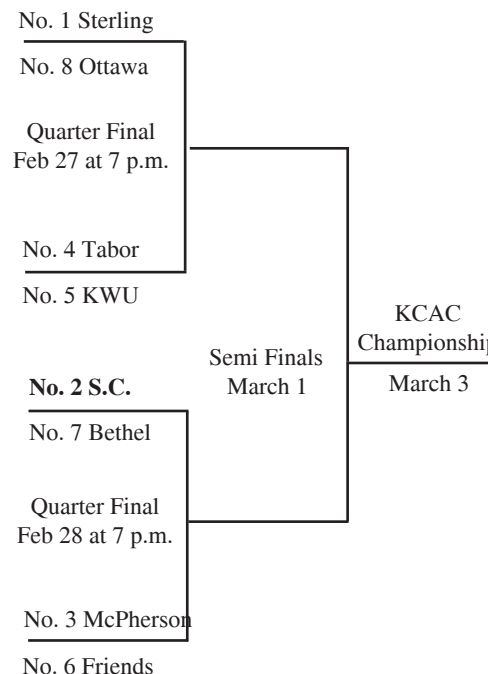 No. 1 Sterling
No. 8 Ottawa
Quarter Final
Feb 27 at 7 p.m.
No. 4 Tabor
No. 5 KWU
Semi Finals
March 1
KCAC
Championship
March 3
No. 2 S.C.
No. 7 Bethel
Quarter Final
Feb 28 at 7 p.m.
No. 3 McPherson
No. 6 Friends